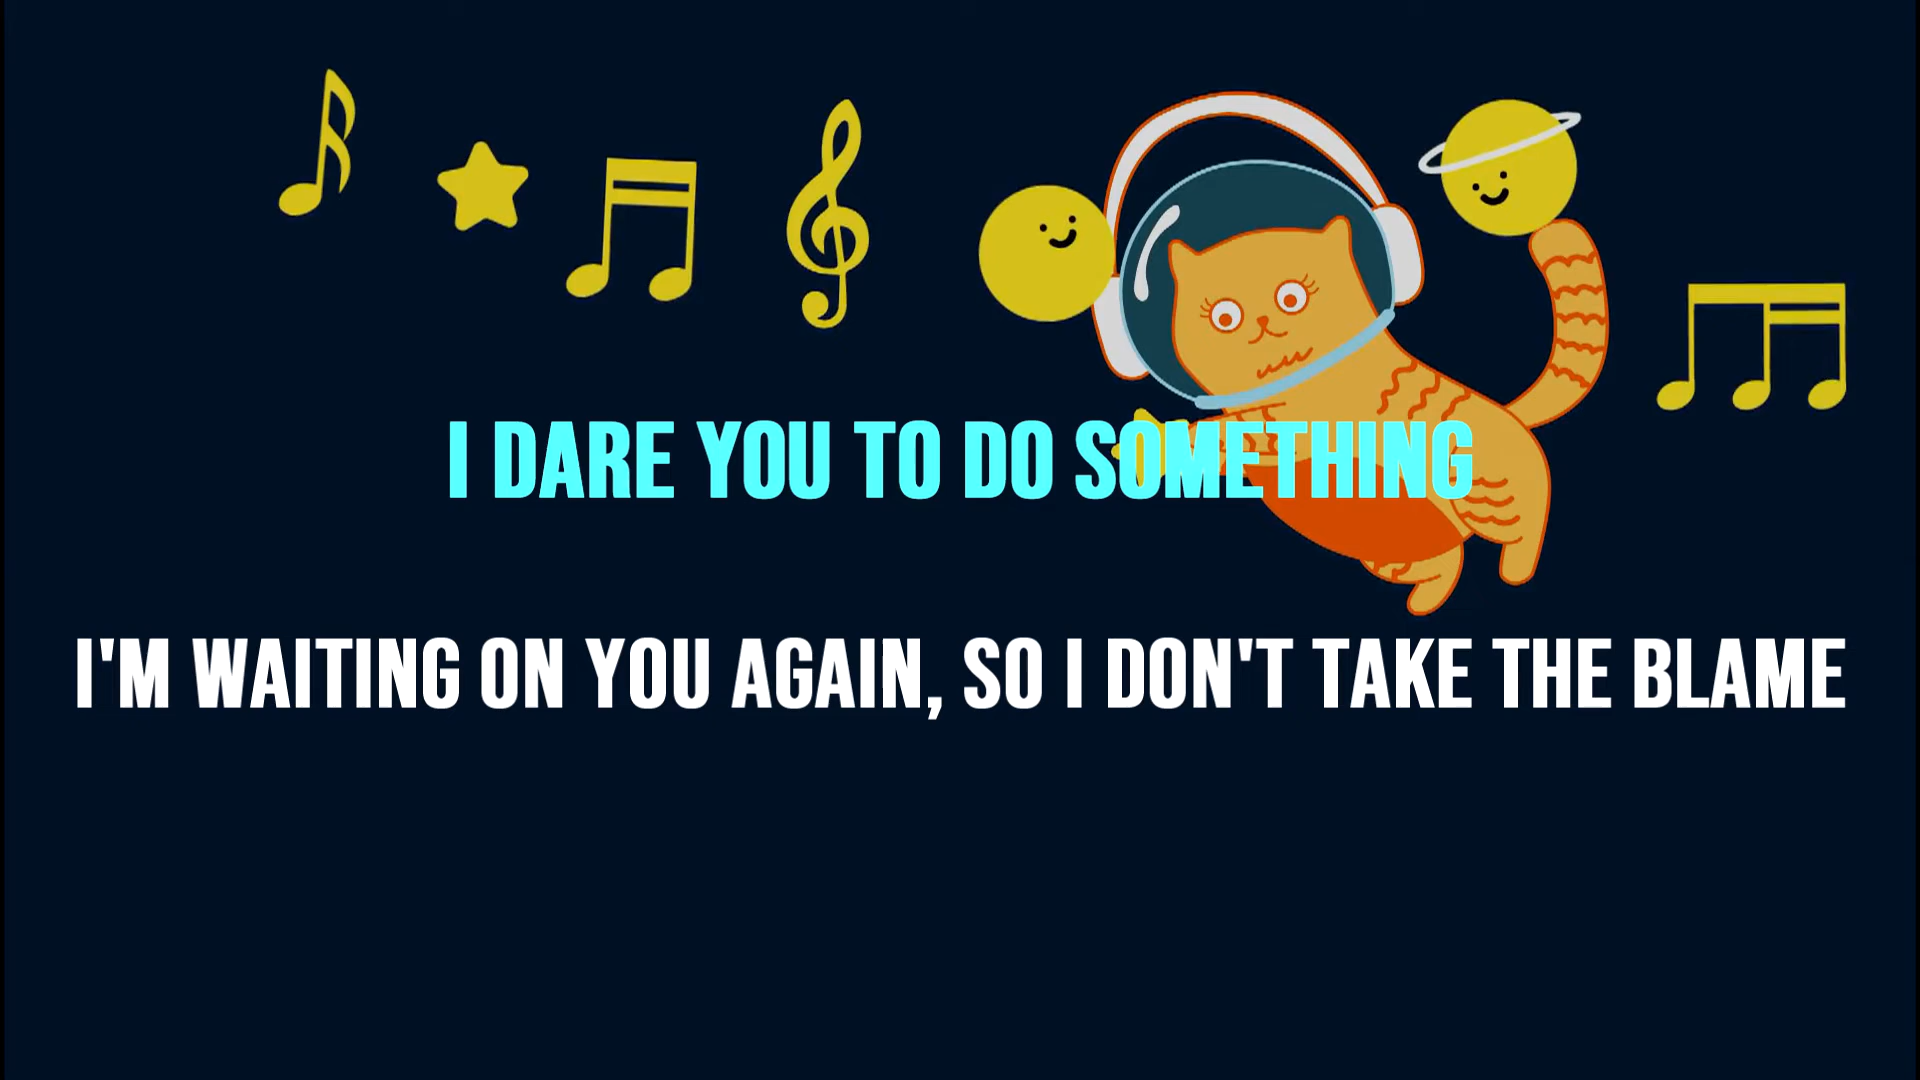 I DARE YOU TO DO SOMETHING
I'M WAITING ON YOU AGAIN, SO I DON'T TAKE THE BLAME